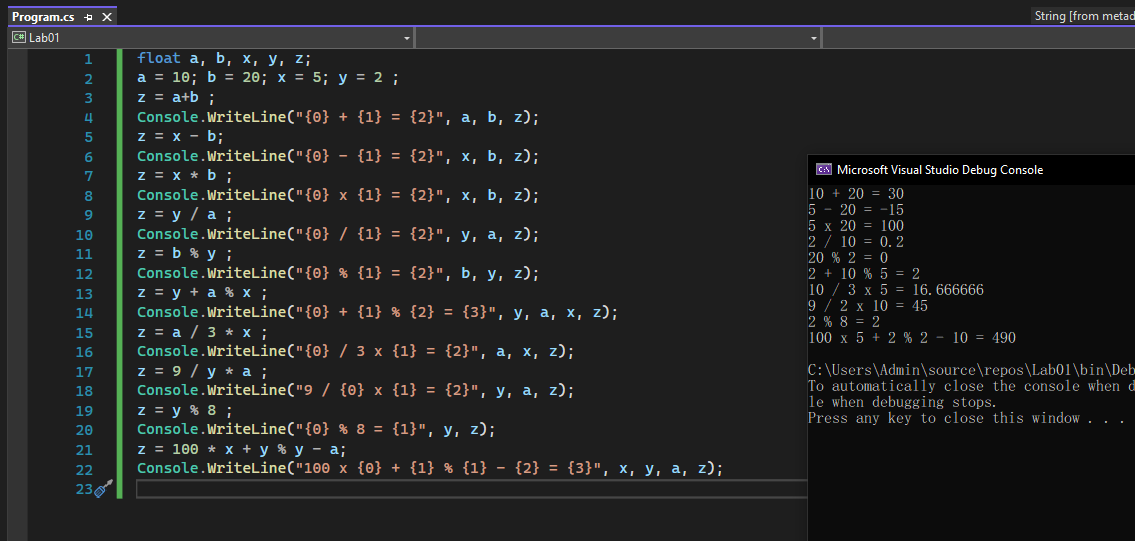 Program.cs
String [from metad
C# Lab01
1 float a, b, x, y, z;
2 a = 10; b = 20; x = 5; y = 2 ;
3 z = a+b ;
4 Console.WriteLine("{0} + {1} = {2}", a, b, z);
5 z = x - b;
6 Console.WriteLine("{0} - {1} = {2}", x, b, z);
7 z = x * b ;
8 Console.WriteLine("{0} x {1} = {2}", x, b, z);
9 z = y / a ;
10 Console.WriteLine("{0} / {1} = {2}", y, a, z);
11 z = b % y ;
12 Console.WriteLine("{0} % {1} = {2}", b, y, z);
13 z = y + a % x ;
14 Console.WriteLine("{0} + {1} % {2} = {3}", y, a, x, z);
15 z = a / 3 * x ;
16 Console.WriteLine("{0} / 3 x {1} = {2}", a, x, z);
17 z = 9 / y * a ;
18 Console.WriteLine("9 / {0} x {1} = {2}", y, a, z);
19 z = y % 8 ;
20 Console.WriteLine("{0} % 8 = {1}", y, z);
21 z = 100 * x + y % y - a;
22 Console.WriteLine("100 x {0} + {1} % {1} - {2} = {3}", x, y, a, z);
23
Microsoft Visual Studio Debug Console
10 + 20 = 30
5 - 20 = -15
5 x 20 = 100
2 / 10 = 0.2
20 % 2 = 0
2 + 10 % 5 = 2
10 / 3 x 5 = 16.666666
9 / 2 x 10 = 45
2 % 8 = 2
100 x 5 + 2 % 2 - 10 = 490
C:\Users\Admin\source\repos\Lab01\bin\Deb
To automatically close the console when d
le when debugging stops.
Press any key to close this window . . .